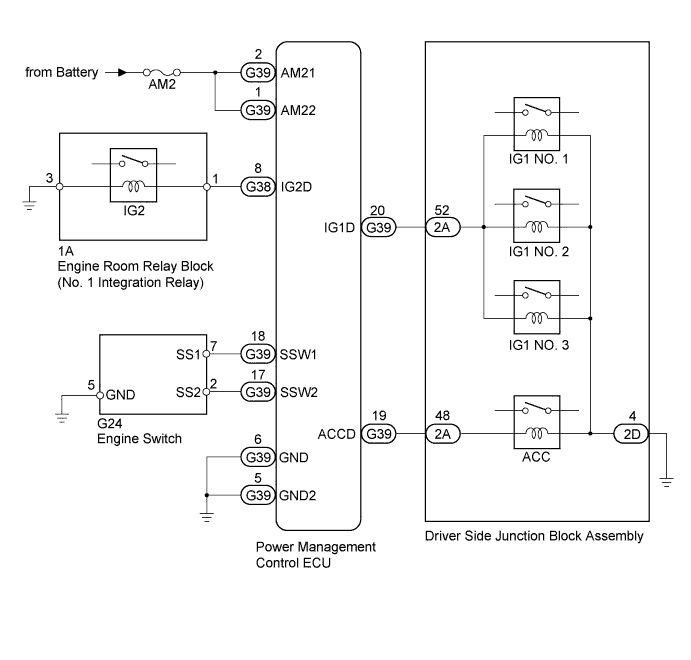 from Battery
AM2
2
G39 AM21
1
G39 AM22
3
IG2
1
8
G38 IG2D
1A
Engine Room Relay Block
(No. 1 Integration Relay)
IG1D
20
G39
52
2A
IG1 NO. 1
IG1 NO. 2
IG1 NO. 3
SS1 7
18
G39 SSW1
5 GND
SS2 2
17
G39 SSW2
G24
Engine Switch
ACCD
19
G39
48
2A
ACC
4
2D
6
G39 GND
5
G39 GND2
Power Management
Control ECU
Driver Side Junction Block Assembly